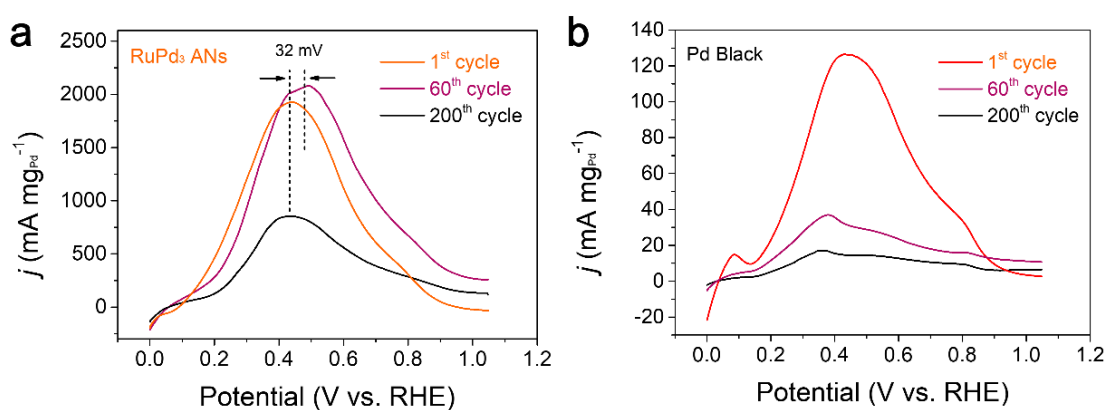 a
RuPd₃ ANs
32 mV
1ˢᵗ cycle
60ᵗʰ cycle
200ᵗʰ cycle
2500
2000
1500
1000
500
0
j (mA mgPd⁻¹)
0.0 0.2 0.4 0.6 0.8 1.0 1.2
Potential (V vs. RHE)
b
Pd Black
1ˢᵗ cycle
60ᵗʰ cycle
200ᵗʰ cycle
140
120
100
80
60
40
20
0
-20
j (mA mgPd⁻¹)
0.0 0.2 0.4 0.6 0.8 1.0 1.2
Potential (V vs. RHE)